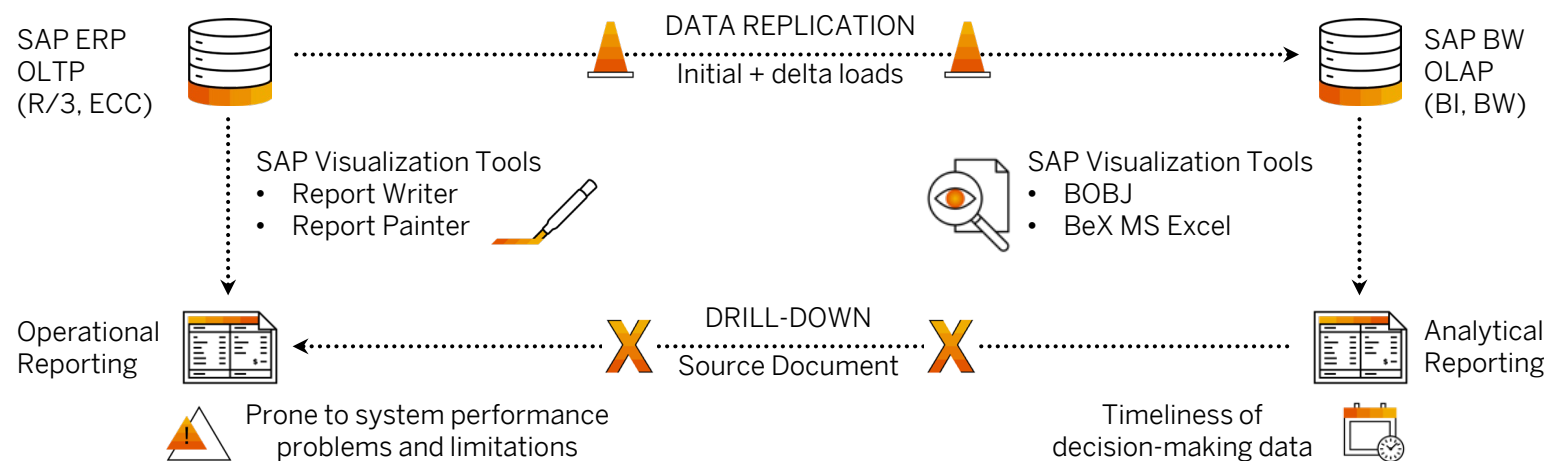 SAP ERP
OLTP
(R/3, ECC)
DATA REPLICATION
Initial + delta loads
SAP BW
OLAP
(BI, BW)
SAP Visualization Tools
• Report Writer
• Report Painter
SAP Visualization Tools
• BOBJ
• BeX MS Excel
Operational
Reporting
X
DRILL-DOWN
Source Document
X
Analytical
Reporting
$
$
!
Prone to system performance
problems and limitations
Timeliness of
decision-making data